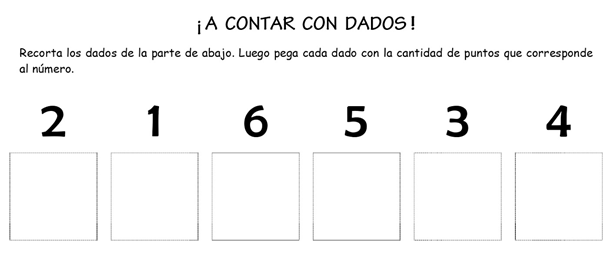 ¡A CONTAR CON DADOS!
Recorta los dados de la parte de abajo. Luego pega cada dado con la cantidad de puntos que corresponde
al número.
2 1 6 5 3 4